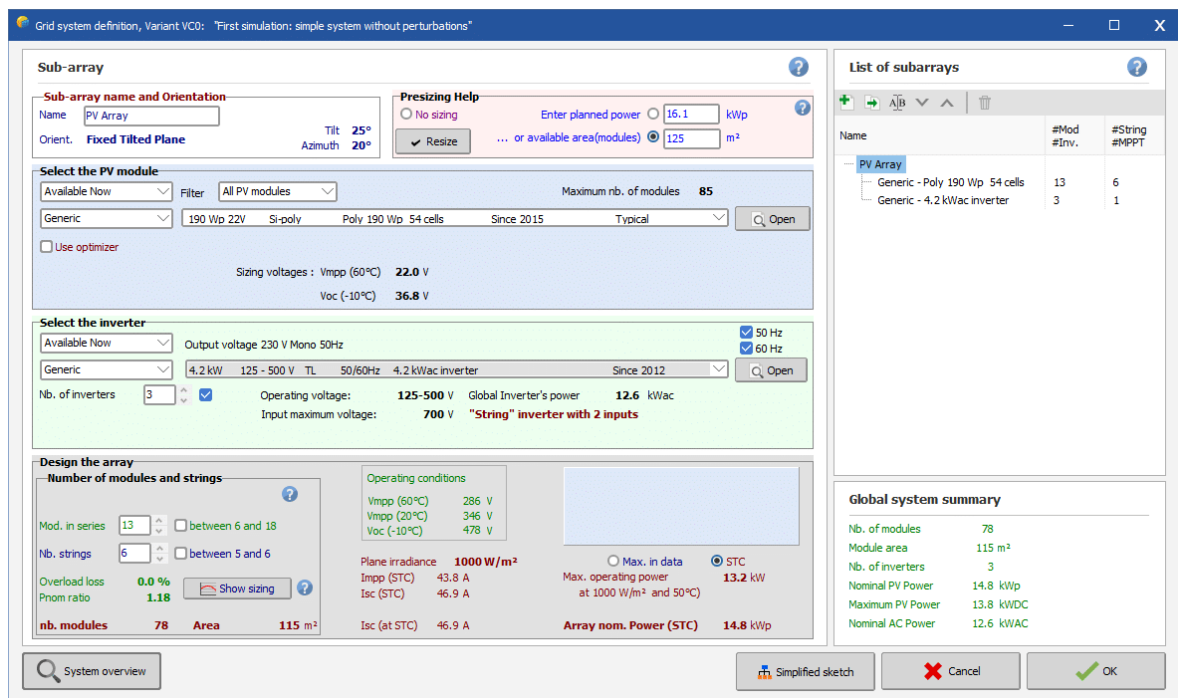 Grid system definition, Variant VC0:   "First simulation: simple system without perturbations"
Sub-array
Sub-array name and Orientation
Name PV Array
Orient. Fixed Tilted Plane
Tilt 25°
Azimuth 20°
Presizing Help
No sizing
Enter planned power 16.1 kWp
Resize
... or available area(modules) 125 m²
Select the PV module
Available Now Filter All PV modules Maximum nb. of modules 85
Generic 190 Wp 22V Si-poly Poly 190 Wp 54 cells Since 2015 Typical Open
Use optimizer
Sizing voltages : Vmpp (60°C) 22.0 V
Voc (-10°C) 36.8 V
Select the inverter
Available Now Output voltage 230 V Mono 50Hz
50 Hz
60 Hz
Generic 4.2 kW 125 - 500 V TL 50/60Hz 4.2 kWac inverter Since 2012 Open
Nb. of inverters 3 Operating voltage: 125-500 V Global Inverter's power 12.6 kWac
Input maximum voltage: 700 V "String" inverter with 2 inputs
Design the array
Number of modules and strings
Mod. in series 13 between 6 and 18
Nb. strings 6 between 5 and 6
Overload loss 0.0 %
Pnom ratio 1.18
Show sizing
nb. modules 78 Area 115 m²
Operating conditions
Vmpp (60°C) 286 V
Vmpp (20°C) 346 V
Voc (-10°C) 478 V
Plane irradiance 1000 W/m²
Impp (STC) 43.8 A
Isc (STC) 46.9 A
Isc (at STC) 46.9 A
Max. in data STC
Max. operating power 13.2 kW
at 1000 W/m² and 50°C)
Array nom. Power (STC) 14.8 kWp
List of subarrays
Name #Mod #String
#Inv. #MPPT
PV Array
Generic - Poly 190 Wp 54 cells 13 6
Generic - 4.2 kWac inverter 3 1
Global system summary
Nb. of modules 78
Module area 115 m²
Nb. of inverters 3
Nominal PV Power 14.8 kWp
Maximum PV Power 13.8 kWDC
Nominal AC Power 12.6 kWAC
System overview
Simplified sketch
Cancel
OK